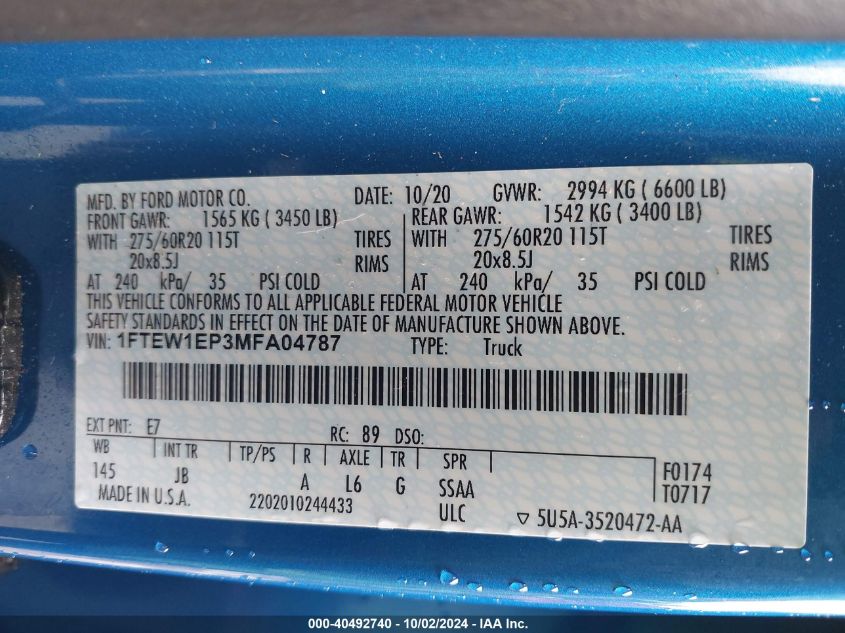 MFD. BY FORD MOTOR CO. DATE: 10/20 GVWR: 2994 KG ( 6600 LB)
FRONT GAWR: 1565 KG ( 3450 LB) REAR GAWR: 1542 KG ( 3400 LB)
WITH 275/60R20 115T TIRES WITH 275/60R20 115T TIRES
20x8.5J RIMS 20x8.5J RIMS
AT 240 kPa/ 35 PSI COLD AT 240 kPa/ 35 PSI COLD
THIS VEHICLE CONFORMS TO ALL APPLICABLE FEDERAL MOTOR VEHICLE
SAFETY STANDARDS IN EFFECT ON THE DATE OF MANUFACTURE SHOWN ABOVE.
VIN: 1FTEW1EP3MFA04787 TYPE: Truck
EXT PNT: E7 RC: 89 DSO:
WB INT TR TP/PS R AXLE TR SPR F0174
145 JB A L6 G SSAA T0717
MADE IN U.S.A. 2202010244433 ULC ▽ 5U5A-3520472-AA
000-40492740 - 10/02/2024 - IAAI.com